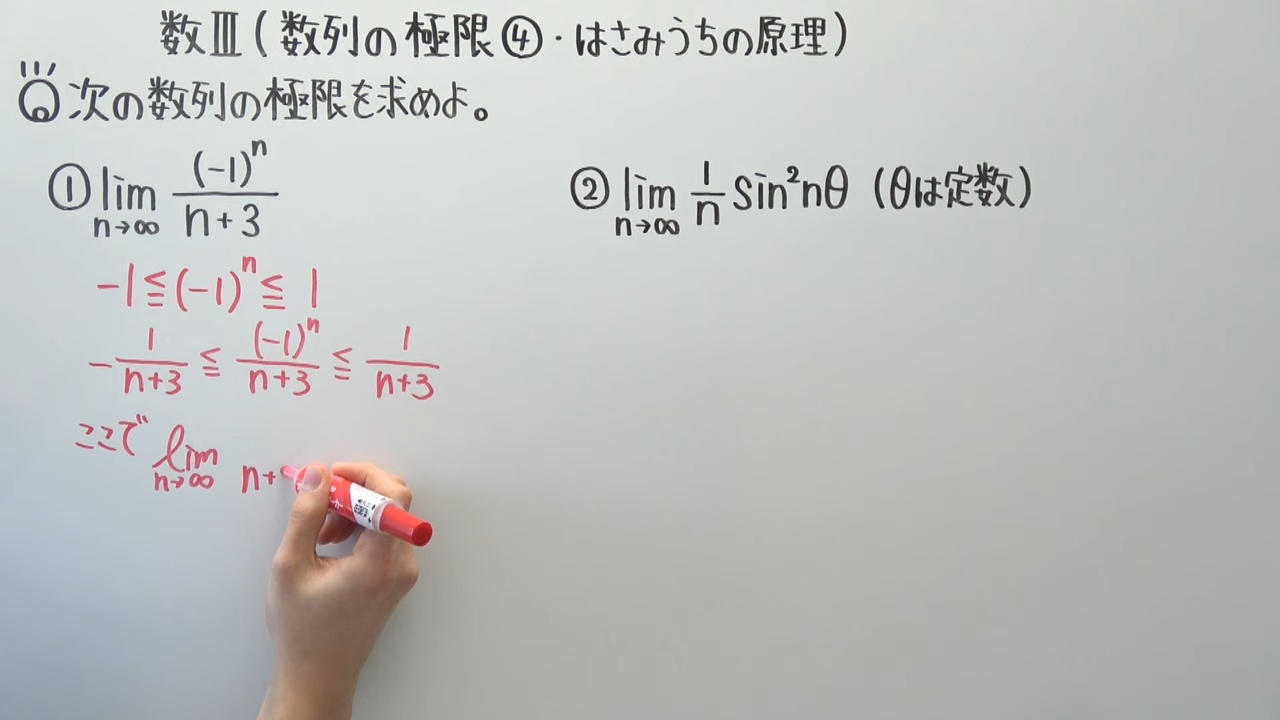 数Ⅲ(数列の極限④・はさみうちの原理)
Q 次の数列の極限を求めよ。
① lim n→∞ (-1)^n / n+3
② lim n→∞ 1/n sin²nθ (θは定数)
-1 ≦ (-1)^n ≦ 1
-1/n+3 ≦ (-1)^n/n+3 ≦ 1/n+3
ここで lim n→∞ n+